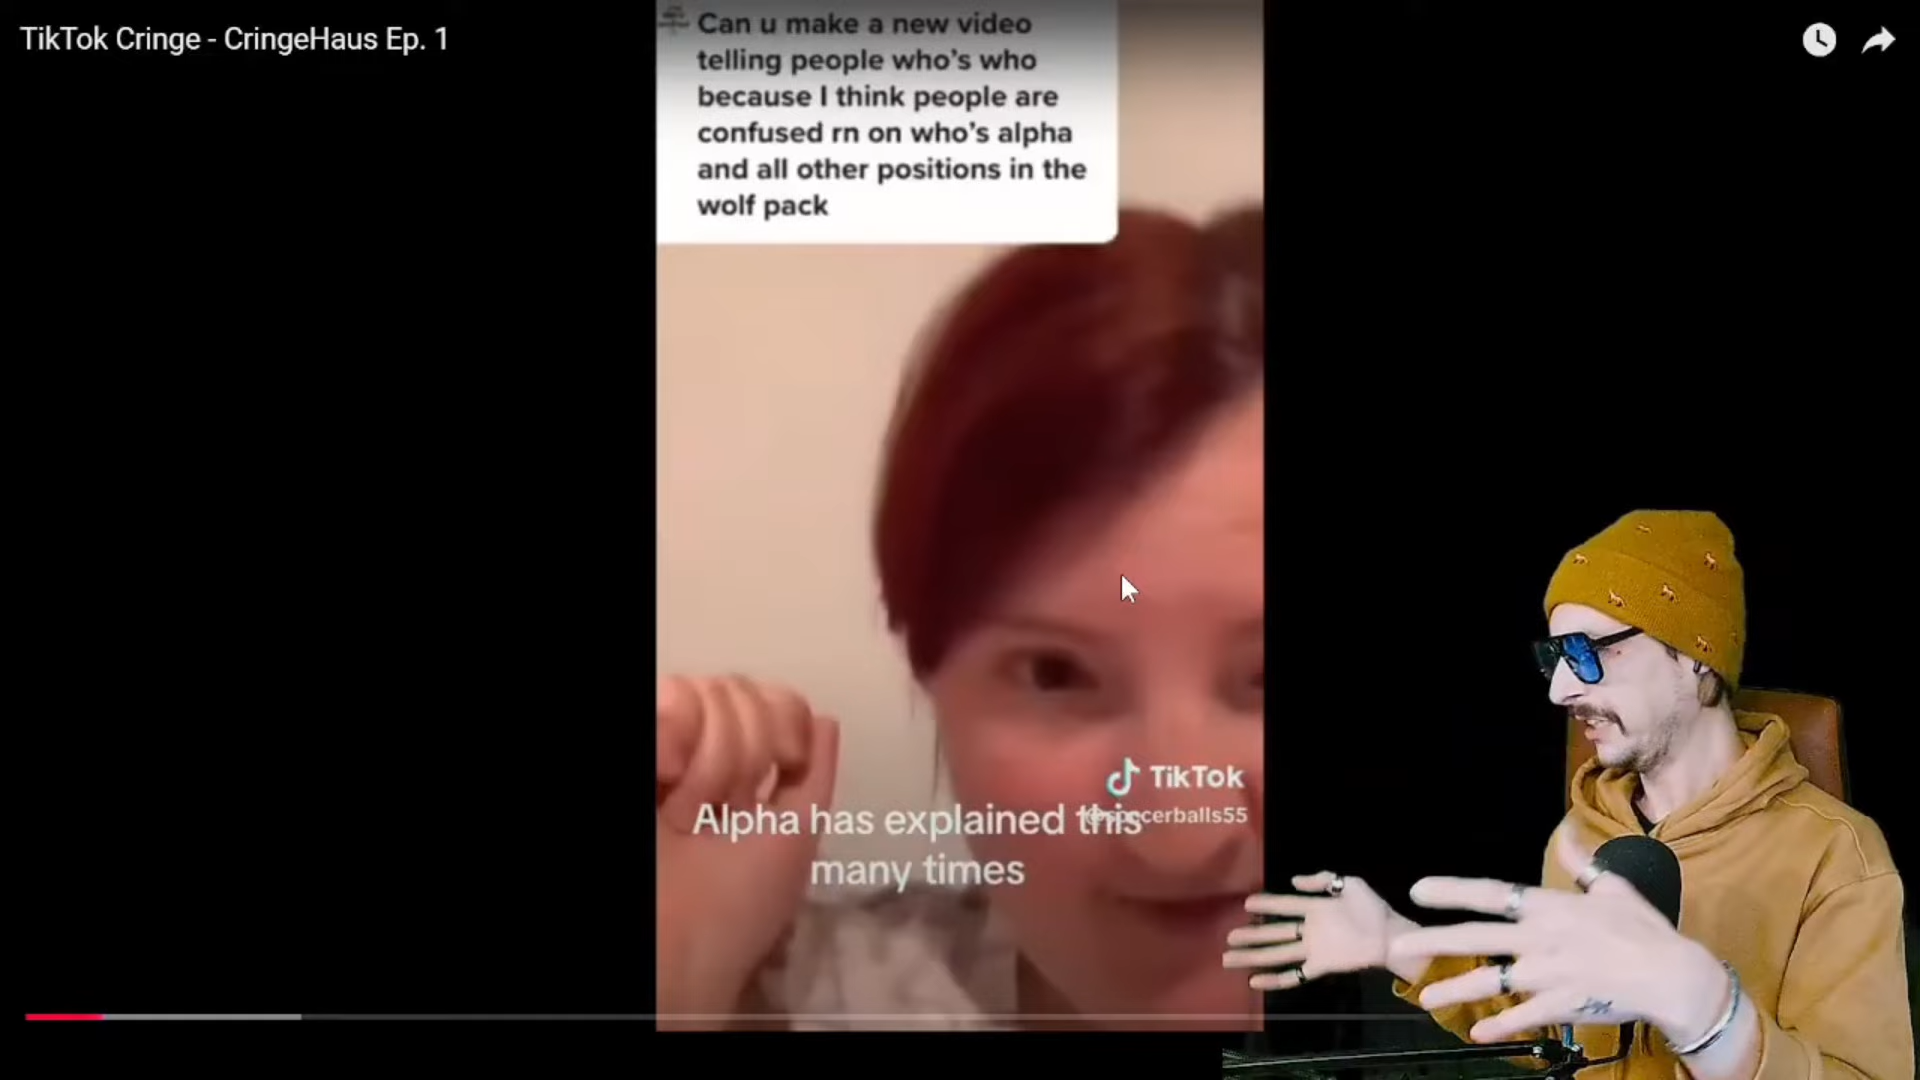 TikTok Cringe - CringeHaus Ep. 1
Can u make a new video
telling people who's who
because I think people are
confused rn on who's alpha
and all other positions in the
wolf pack
TikTok
Alpha has explained this
many times